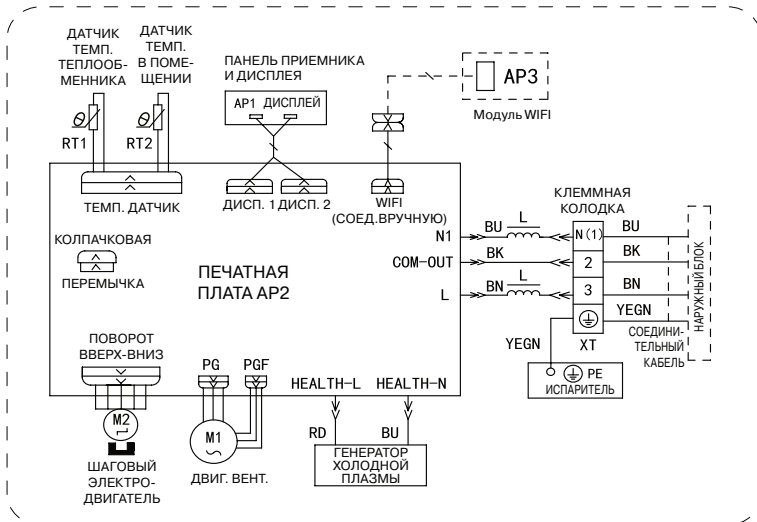 ДАТЧИК
ТЕМП.
ТЕПЛООБ-
МЕННИКА
ДАТЧИК
ТЕМП.
В ПОМЕ-
ЩЕНИИ
ПАНЕЛЬ ПРИЕМНИКА
И ДИСПЛЕЯ
AP1 ДИСПЛЕЙ
AP3
Модуль WIFI
θ
RT1
θ
RT2
ТЕМП. ДАТЧИК
ДИСП. 1
ДИСП. 2
WIFI
(СОЕД.ВРУЧНУЮ)
КЛЕММНАЯ
КОЛОДКА
КОЛПАЧКОВАЯ
ПЕРЕМЫЧКА
ПЕЧАТНАЯ
ПЛАТА AP2
N1
BU
L
N(1)
BU
COM-OUT
BK
2
BK
L
BN
L
3
BN
YEGN
YEGN
XT
СОЕДИНИ-
ТЕЛЬНЫЙ
КАБЕЛЬ
НАРУЖНЫЙ БЛОК
PE
ИСПАРИТЕЛЬ
ПОВОРОТ
ВВЕРХ-ВНИЗ
PG
PGF
HEALTH-L
HEALTH-N
M2
M1
RD
BU
ШАГОВЫЙ
ЭЛЕКТРО-
ДВИГАТЕЛЬ
ДВИГ. ВЕНТ.
ГЕНЕРАТОР
ХОЛОДНОЙ
ПЛАЗМЫ